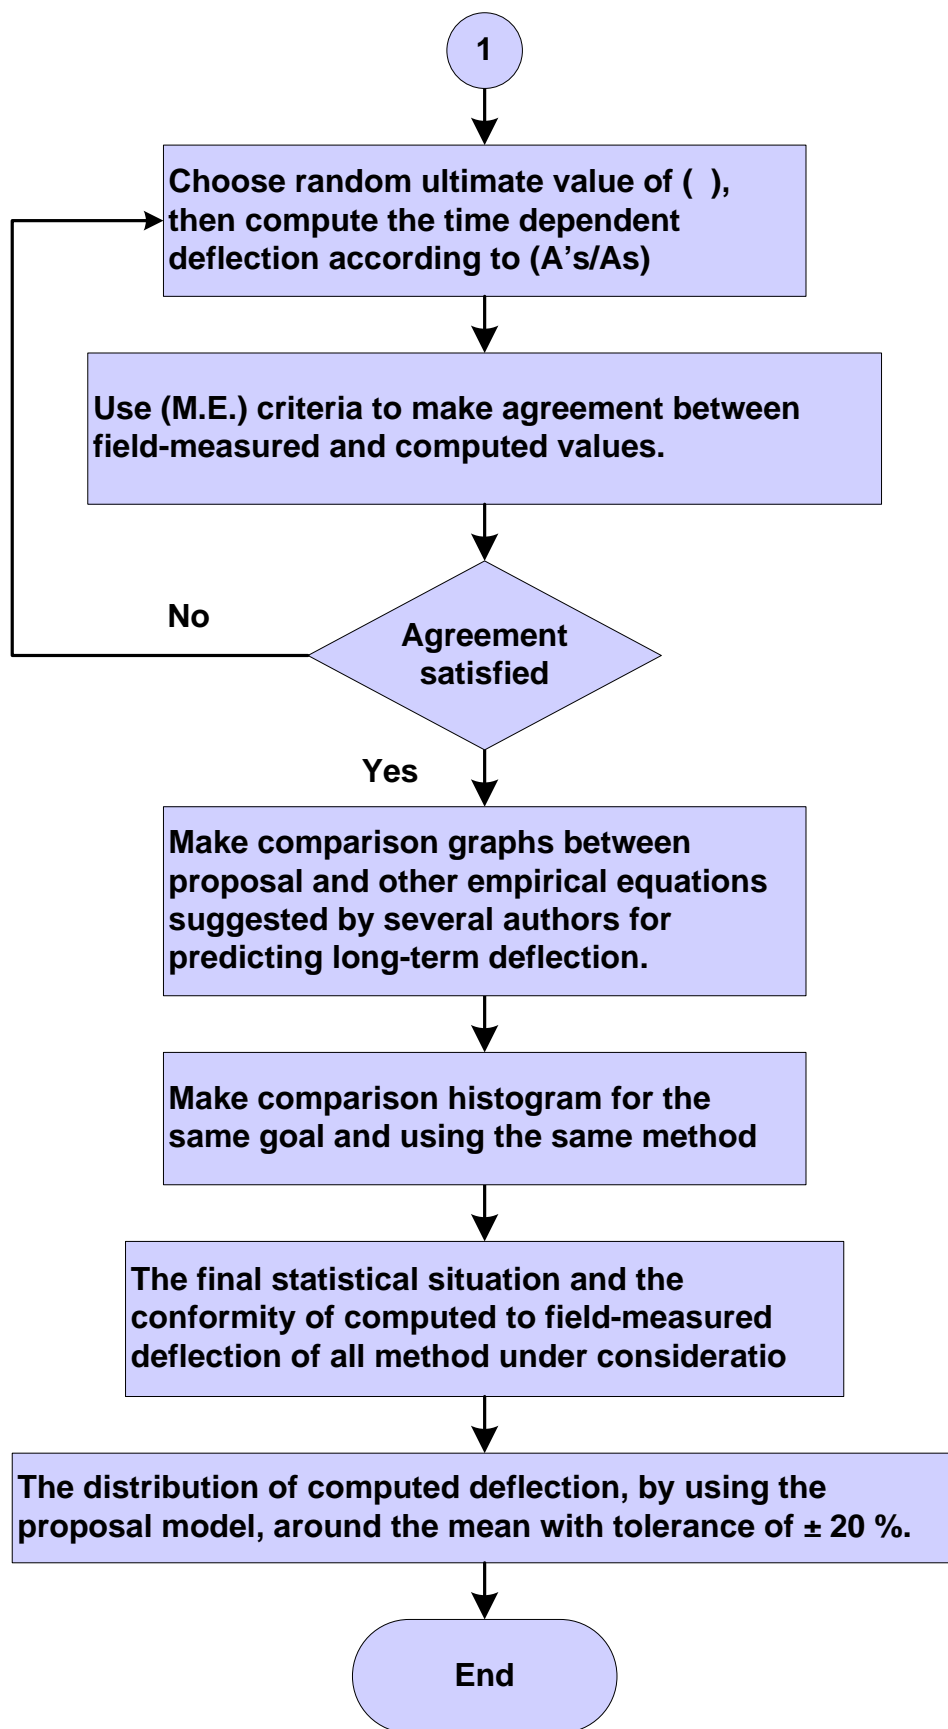 1
Choose random ultimate value of (  ),
then compute the time dependent
deflection according to (A's/As)
Use (M.E.) criteria to make agreement between
field-measured and computed values.
Agreement
satisfied
No
Yes
Make comparison graphs between
proposal and other empirical equations
suggested by several authors for
predicting long-term deflection.
Make comparison histogram for the
same goal and using the same method
The final statistical situation and the
conformity of computed to field-measured
deflection of all method under consideratio
The distribution of computed deflection, by using the
proposal model, around the mean with tolerance of ± 20 %.
End